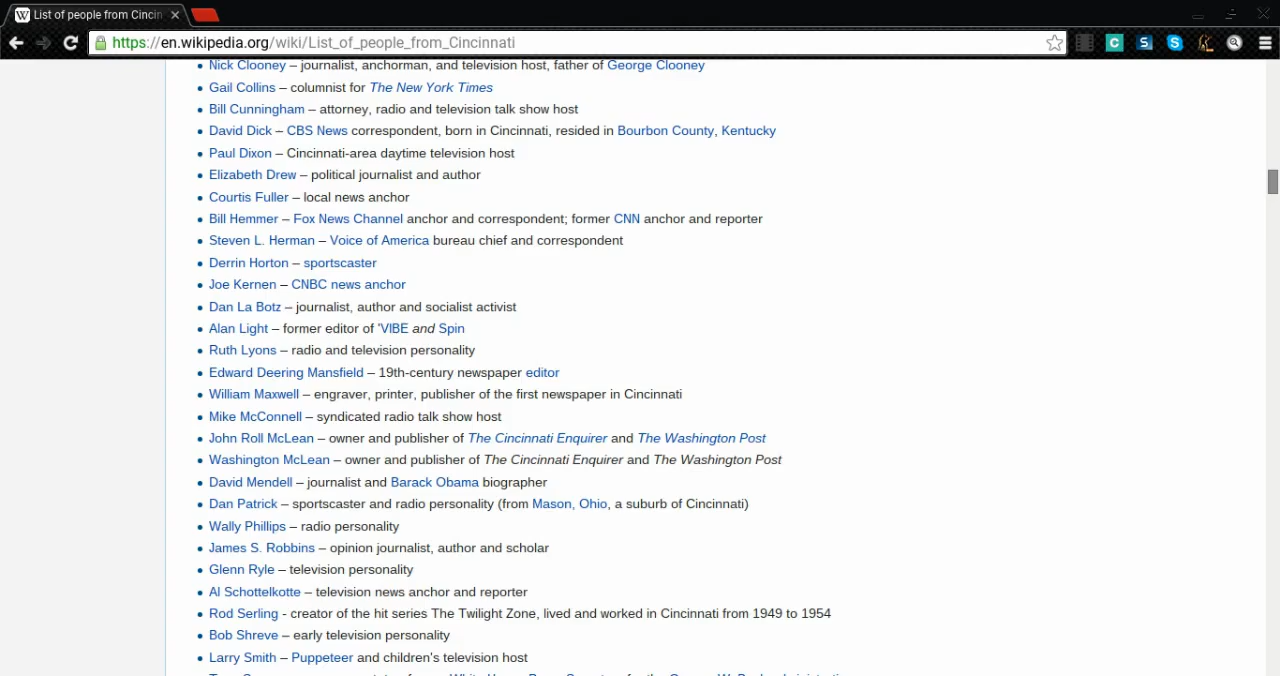 List of people from Cincin
https://en.wikipedia.org/wiki/List_of_people_from_Cincinnati
Nick Clooney – journalist, anchorman, and television host, father of George Clooney
Gail Collins – columnist for The New York Times
Bill Cunningham – attorney, radio and television talk show host
David Dick – CBS News correspondent, born in Cincinnati, resided in Bourbon County, Kentucky
Paul Dixon – Cincinnati-area daytime television host
Elizabeth Drew – political journalist and author
Courtis Fuller – local news anchor
Bill Hemmer – Fox News Channel anchor and correspondent; former CNN anchor and reporter
Steven L. Herman – Voice of America bureau chief and correspondent
Derrin Horton – sportscaster
Joe Kernen – CNBC news anchor
Dan La Botz – journalist, author and socialist activist
Alan Light – former editor of 'VIBE and Spin
Ruth Lyons – radio and television personality
Edward Deering Mansfield – 19th-century newspaper editor
William Maxwell – engraver, printer, publisher of the first newspaper in Cincinnati
Mike McConnell – syndicated radio talk show host
John Roll McLean – owner and publisher of The Cincinnati Enquirer and The Washington Post
Washington McLean – owner and publisher of The Cincinnati Enquirer and The Washington Post
David Mendell – journalist and Barack Obama biographer
Dan Patrick – sportscaster and radio personality (from Mason, Ohio, a suburb of Cincinnati)
Wally Phillips – radio personality
James S. Robbins – opinion journalist, author and scholar
Glenn Ryle – television personality
Al Schottelkotte – television news anchor and reporter
Rod Serling - creator of the hit series The Twilight Zone, lived and worked in Cincinnati from 1949 to 1954
Bob Shreve – early television personality
Larry Smith – Puppeteer and children's television host